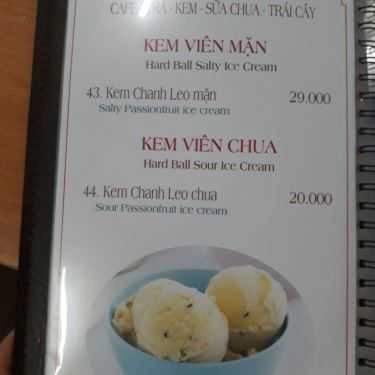 CAFÉ - TRÀ - KEM - SỮA CHUA - TRÁI CÂY
KEM VIÊN MẶN
Hard Ball Salty Ice Cream
43. Kem Chanh Leo mặn 29.000
Salty Passionfruit ice cream
KEM VIÊN CHUA
Hard Ball Sour Ice Cream
44. Kem Chanh Leo chua 20.000
Sour Passionfruit ice cream